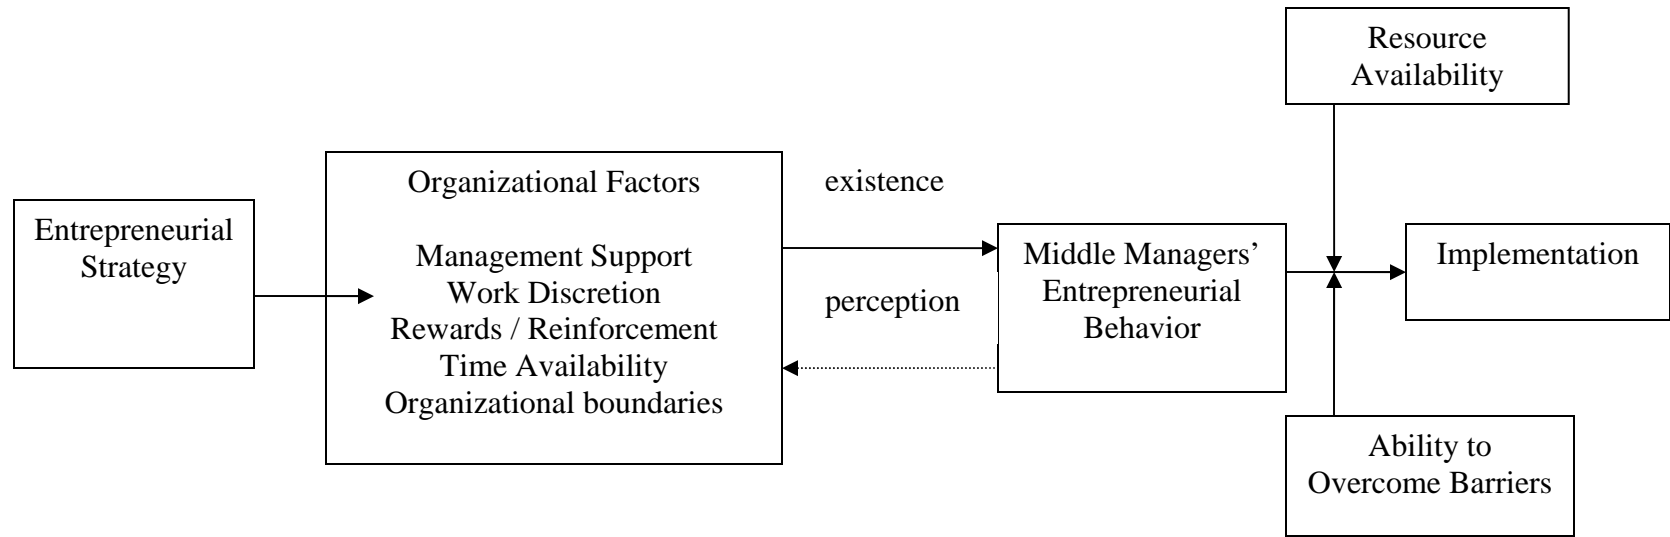 Entrepreneurial
Strategy
Organizational Factors
Management Support
Work Discretion
Rewards / Reinforcement
Time Availability
Organizational boundaries
existence
perception
Middle Managers’
Entrepreneurial
Behavior
Resource
Availability
Implementation
Ability to
Overcome Barriers